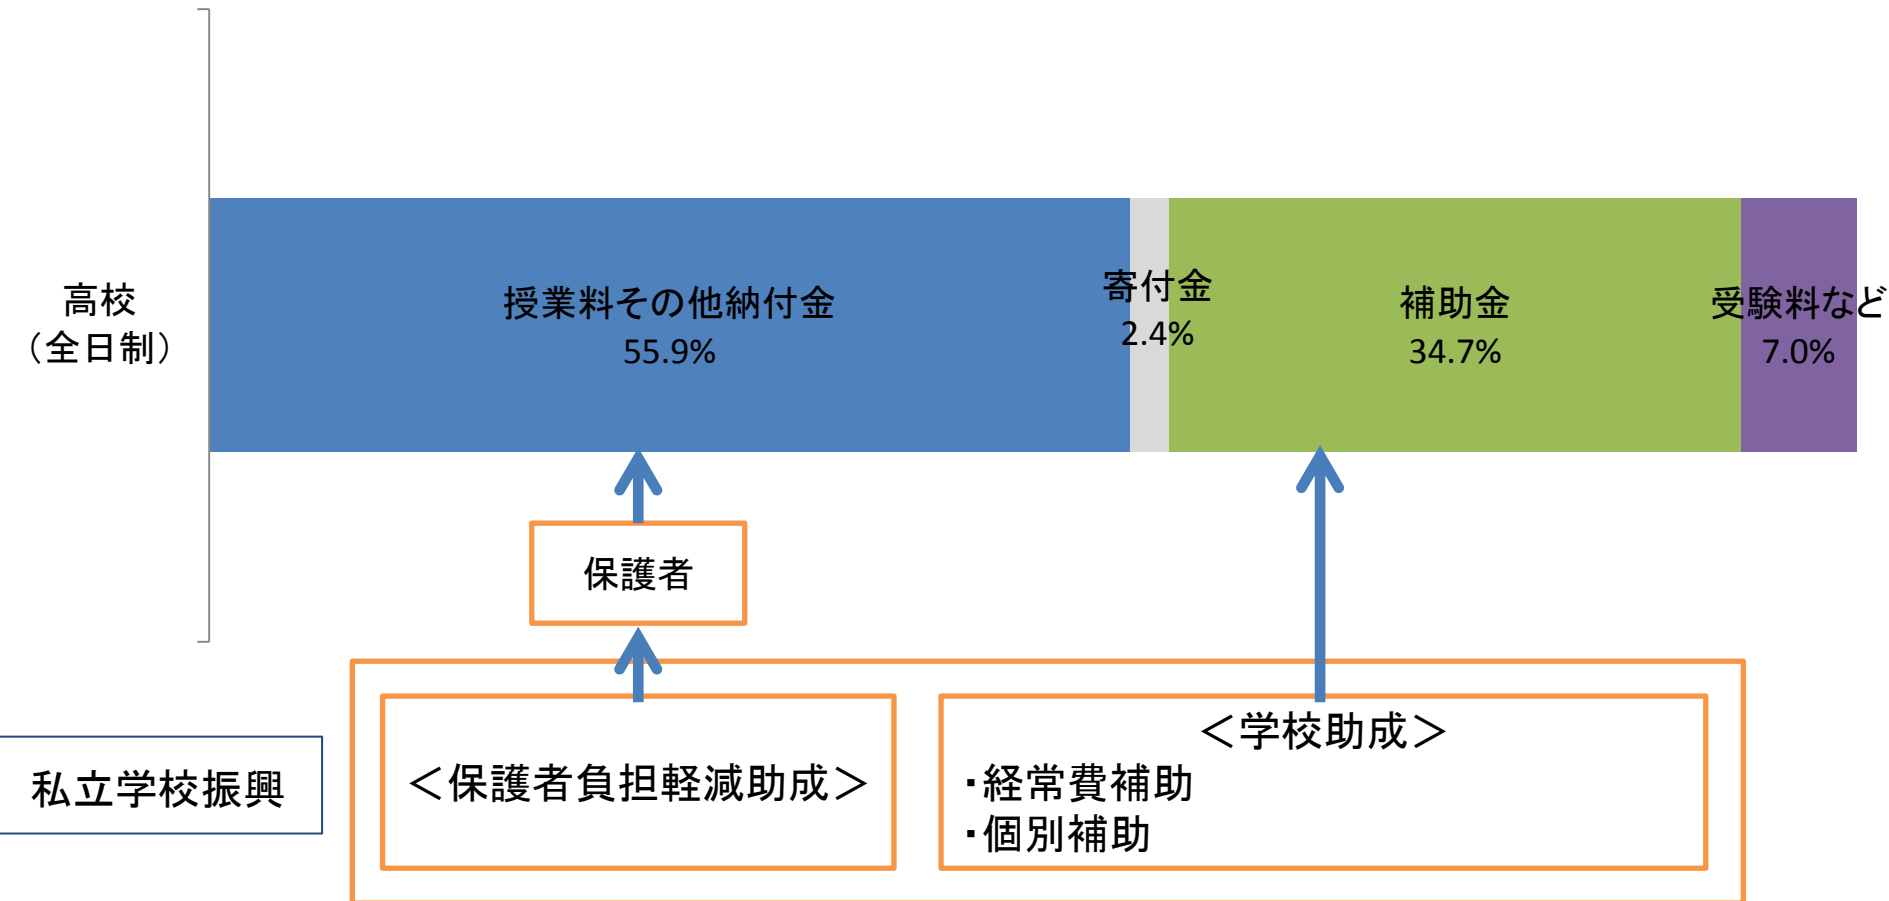 高校
（全日制）
授業料その他納付金
55.9%
寄付金
2.4%
補助金
34.7%
受験料など
7.0%
保護者
私立学校振興
＜保護者負担軽減助成＞
＜学校助成＞
・経常費補助
・個別補助